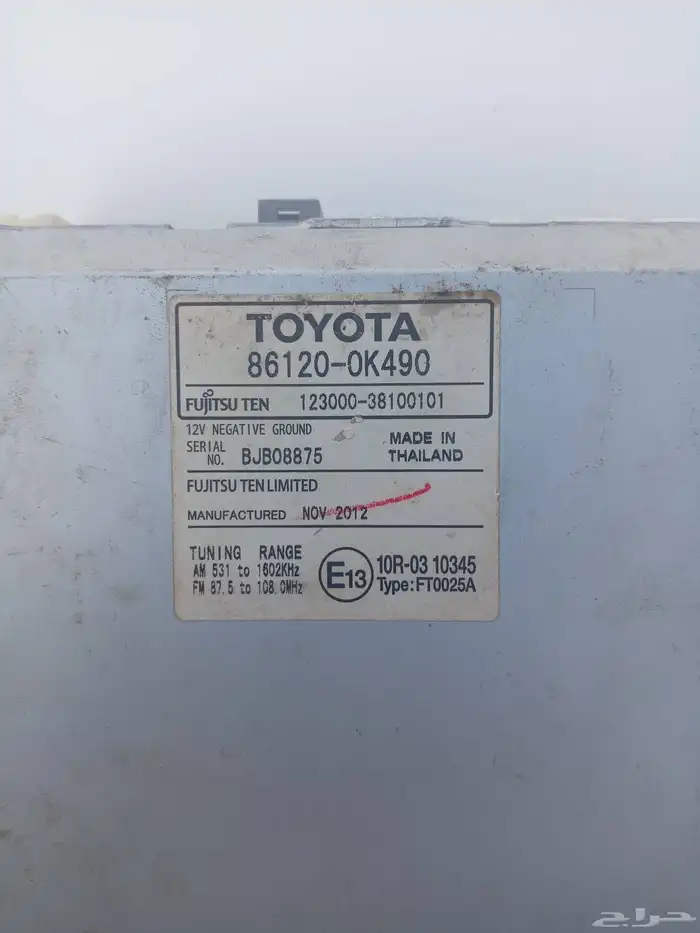 TOYOTA
86120-0K490
FUJITSU TEN 123000-38100101
12V NEGATIVE GROUND
SERIAL NO. BJB08875
MADE IN THAILAND
FUJITSU TEN LIMITED
MANUFACTURED NOV 2012
TUNING RANGE
AM 531 to 1602KHz
FM 87.5 to 108.0MHz
E13
10R-03 10345
Type:FT0025A
حراج